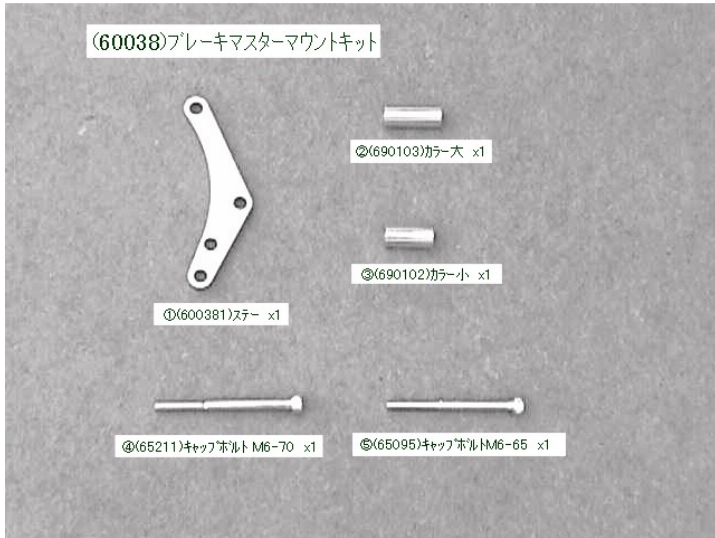 (60038)ブレーキマスターマウントキット
②(690103)カラー大 x1
③(690102)カラー小 x1
①(600381)ステー x1
④(65211)キャップボルト M6-70 x1
⑤(65095)キャップボルトM6-65 x1